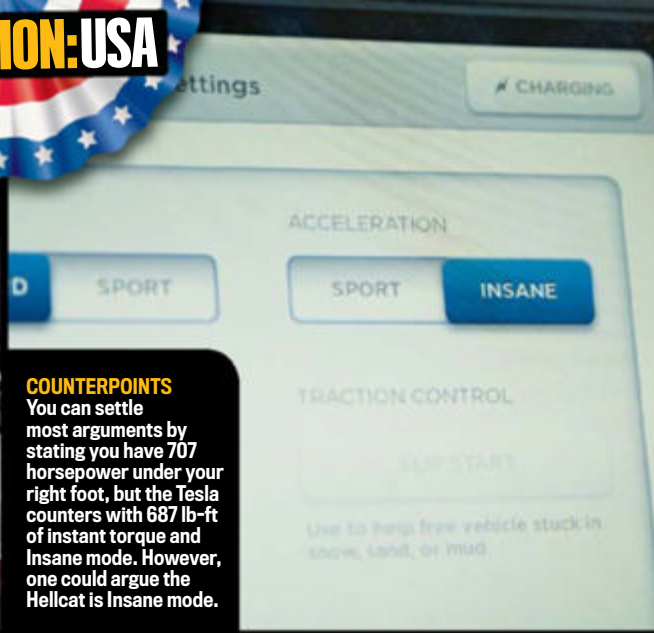 ION:USA
ettings
CHARGING
ACCELERATION
D SPORT
SPORT INSANE
TRACTION CONTROL
SLIP START
Use to help free vehicle stuck in
snow, sand, or mud
COUNTERPOINTS
You can settle
most arguments by
stating you have 707
horsepower under your
right foot, but the Tesla
counters with 687 lb-ft
of instant torque and
Insane mode. However,
one could argue the
Hellcat is Insane mode.